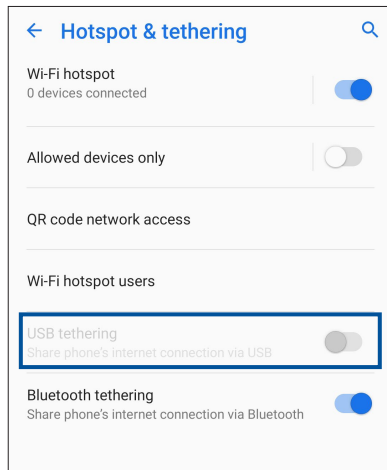 Hotspot & tethering
Wi-Fi hotspot
0 devices connected
Allowed devices only
QR code network access
Wi-Fi hotspot users
USB tethering
Share phone's internet connection via USB
Bluetooth tethering
Share phone's internet connection via Bluetooth